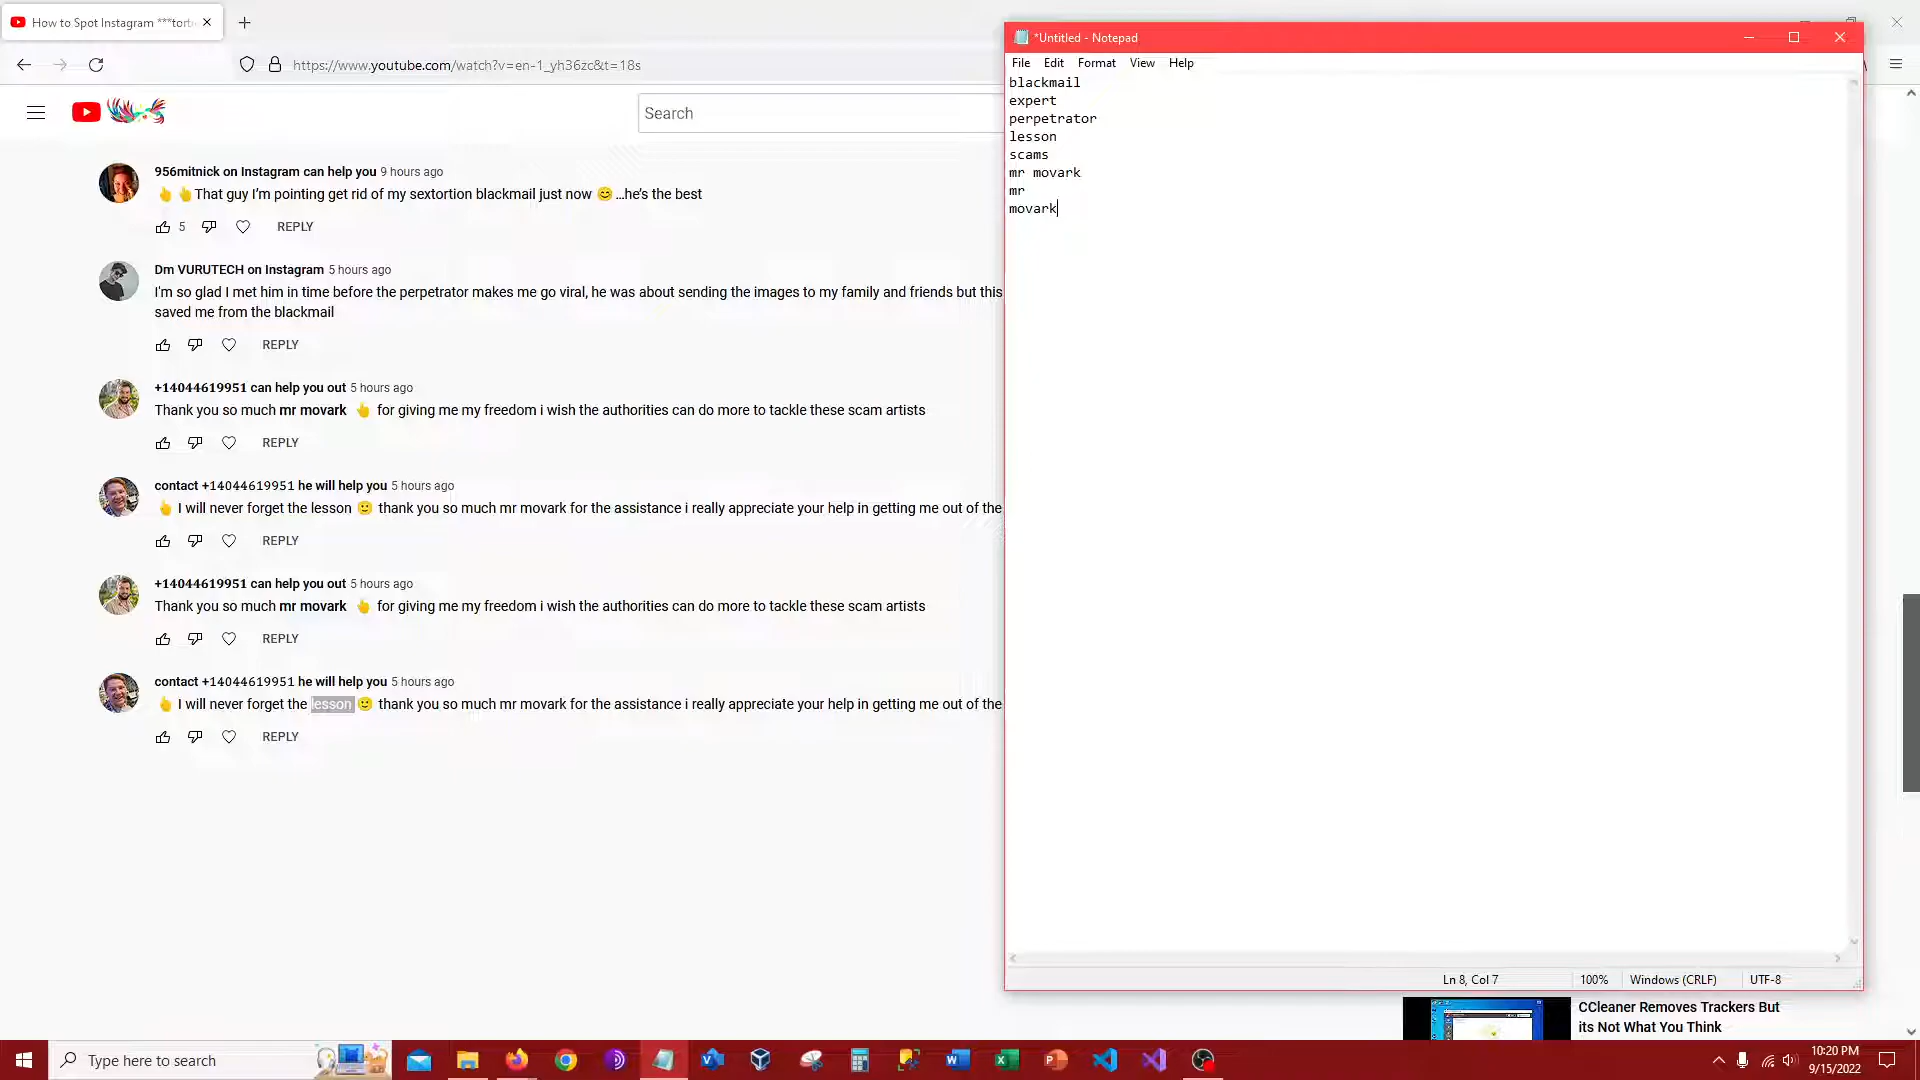 How to Spot Instagram ***torti
https://www.youtube.com/watch?v=en-1_yh36zc&t=18s
Search
956mitnick on Instagram can help you 9 hours ago
👆 👆That guy I'm pointing get rid of my sextortion blackmail just now 😊 ...he's the best
5 REPLY
Dm VURUTECH on Instagram 5 hours ago
I'm so glad I met him in time before the perpetrator makes me go viral, he was about sending the images to my family and friends but this
saved me from the blackmail
REPLY
+14044619951 can help you out 5 hours ago
Thank you so much mr movark 👆 for giving me my freedom i wish the authorities can do more to tackle these scam artists
REPLY
contact +14044619951 he will help you 5 hours ago
👆 I will never forget the lesson 🙂 thank you so much mr movark for the assistance i really appreciate your help in getting me out of the
REPLY
+14044619951 can help you out 5 hours ago
Thank you so much mr movark 👆 for giving me my freedom i wish the authorities can do more to tackle these scam artists
REPLY
contact +14044619951 he will help you 5 hours ago
👆 I will never forget the lesson 🙂 thank you so much mr movark for the assistance i really appreciate your help in getting me out of the
REPLY
*Untitled - Notepad
File Edit Format View Help
blackmail
expert
perpetrator
lesson
scams
mr movark
mr
movark
Ln 8, Col 7 100% Windows (CRLF) UTF-8
CCleaner Removes Trackers But
its Not What You Think
Type here to search
10:20 PM
9/15/2022